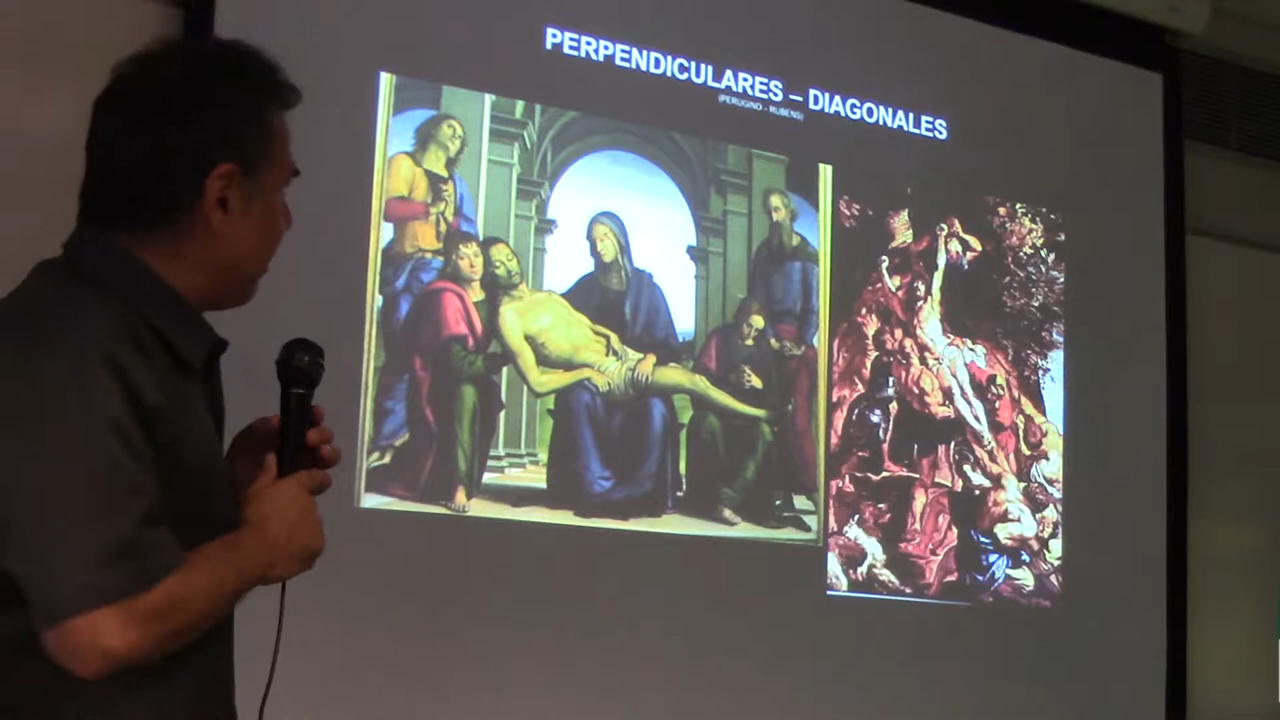 PERPENDICULARES – DIAGONALES
(PERUGINO – RUBENS)